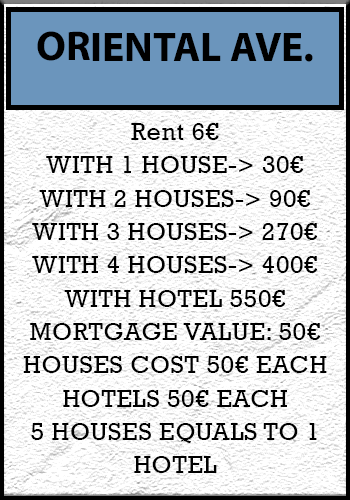 ORIENTAL AVE.
Rent 6€
WITH 1 HOUSE-> 30€
WITH 2 HOUSES-> 90€
WITH 3 HOUSES-> 270€
WITH 4 HOUSES-> 400€
WITH HOTEL 550€
MORTGAGE VALUE: 50€
HOUSES COST 50€ EACH
HOTELS 50€ EACH
5 HOUSES EQUALS TO 1
HOTEL